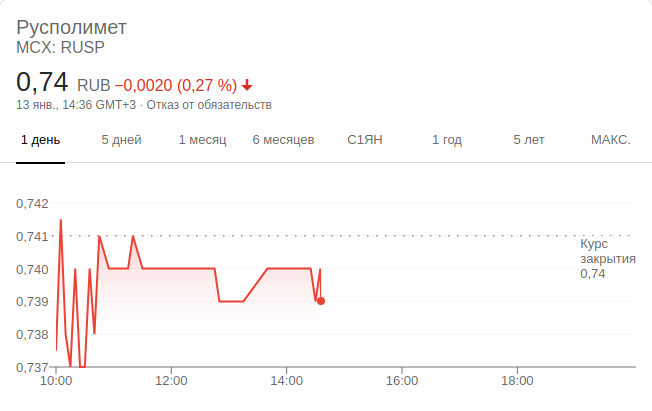 Русполимет
MCX: RUSP
0,74 RUB −0,0020 (0,27 %)
13 янв., 14:36 GMT+3 · Отказ от обязательств
1 день 5 дней 1 месяц 6 месяцев С1ЯН 1 год 5 лет МАКС.
0,742
0,741
Курс
закрытия
0,74
0,740
0,739
0,738
0,737
10:00 12:00 14:00 16:00 18:00